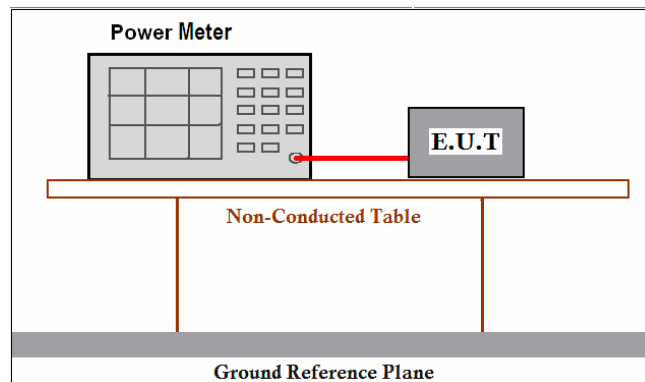 Power Meter
E.U.T
Non-Conducted Table
Ground Reference Plane